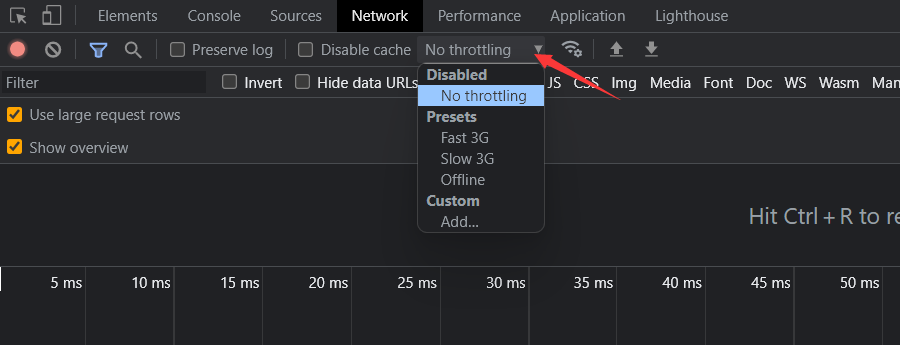 Elements Console Sources Network Performance Application Lighthouse
Preserve log Disable cache No throttling
Filter Invert Hide data URLs JS CSS Img Media Font Doc WS Wasm Man
Disabled
No throttling
Use large request rows
Presets
Fast 3G
Show overview
Slow 3G
Offline
Custom
Add...
Hit Ctrl + R to re
5 ms 10 ms 15 ms 20 ms 25 ms 30 ms 35 ms 40 ms 45 ms 50 ms